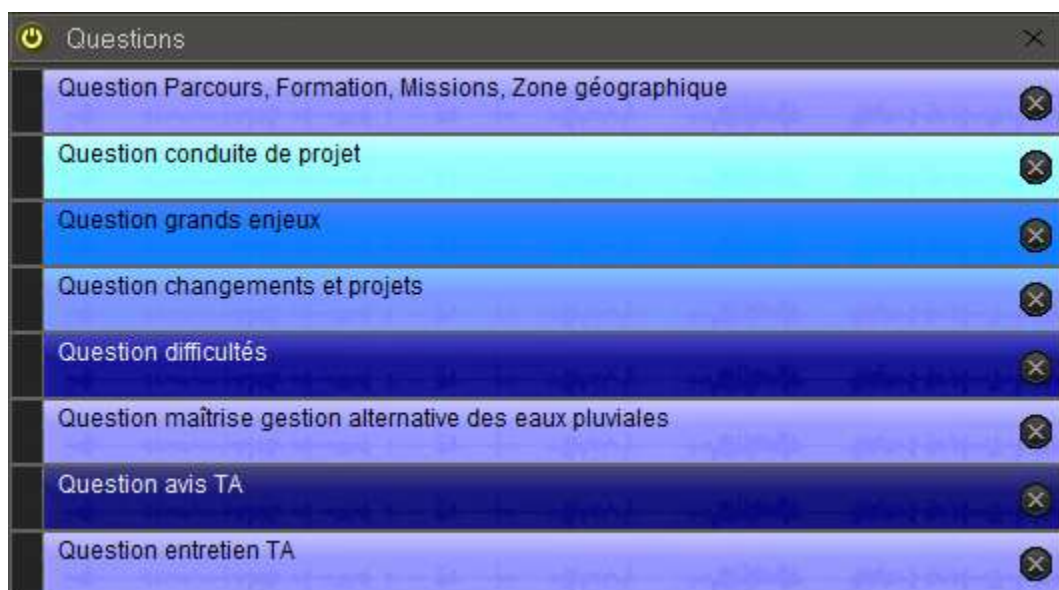 Questions
Question Parcours, Formation, Missions, Zone géographique
Question conduite de projet
Question grands enjeux
Question changements et projets
Question difficultés
Question maîtrise gestion alternative des eaux pluviales
Question avis TA
Question entretien TA